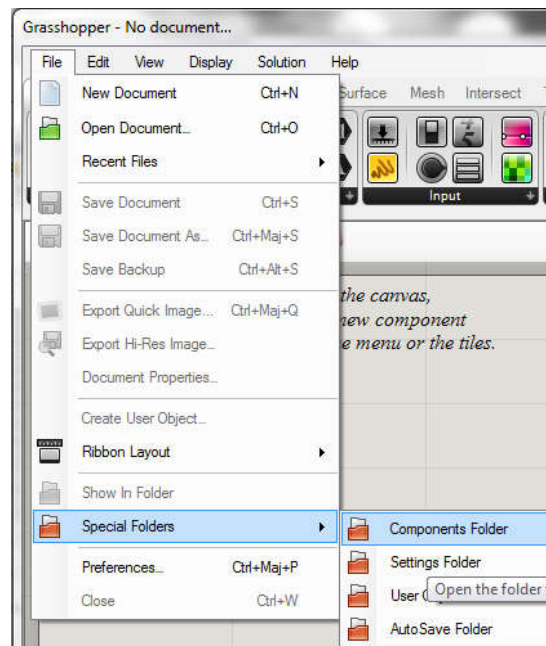 Grasshopper - No document...
File Edit View Display Solution Help
Surface Mesh Intersect
New Document Ctrl+N
Open Document... Ctrl+O
Recent Files
Input
Save Document Ctrl+S
Save Document As... Ctrl+Maj+S
Save Backup Ctrl+Alt+S
the canvas,
Export Quick Image... Ctrl+Maj+Q
new component
Export Hi-Res Image...
menu or the tiles.
Document Properties...
Create User Object...
Ribbon Layout
Show In Folder
Special Folders
Components Folder
Preferences... Ctrl+Maj+P
Settings Folder
Close Ctrl+W
User
Open the folder
AutoSave Folder